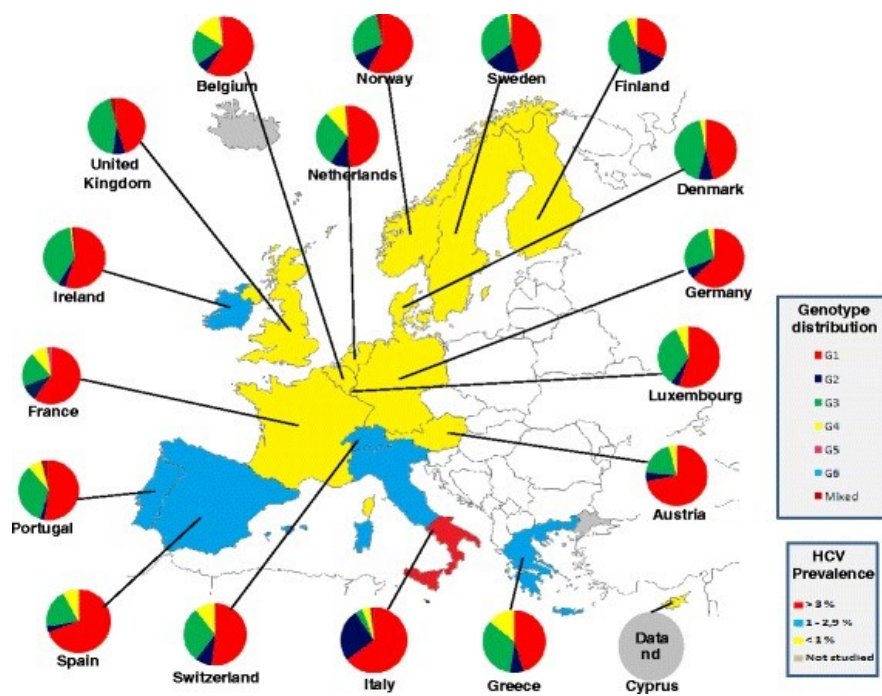 Belgium
Norway
Sweden
Finland
United
Kingdom
Netherlands
Denmark
Ireland
Germany
France
Luxembourg
Portugal
Austria
Spain
Switzerland
Italy
Greece
Data
nd
Cyprus
Genotype
distribution
G1
G2
G3
G4
G5
G6
Mixed
HCV
Prevalence
> 3 %
1 - 2,9 %
< 1 %
Not studied